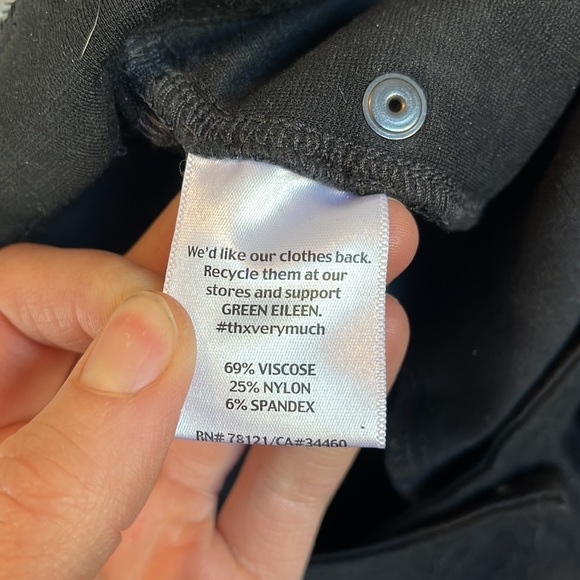 We'd like our clothes back.
Recycle them at our
stores and support
GREEN EILEEN.
#thxverymuch
69% VISCOSE
25% NYLON
6% SPANDEX
RN# 78121/CA#34460